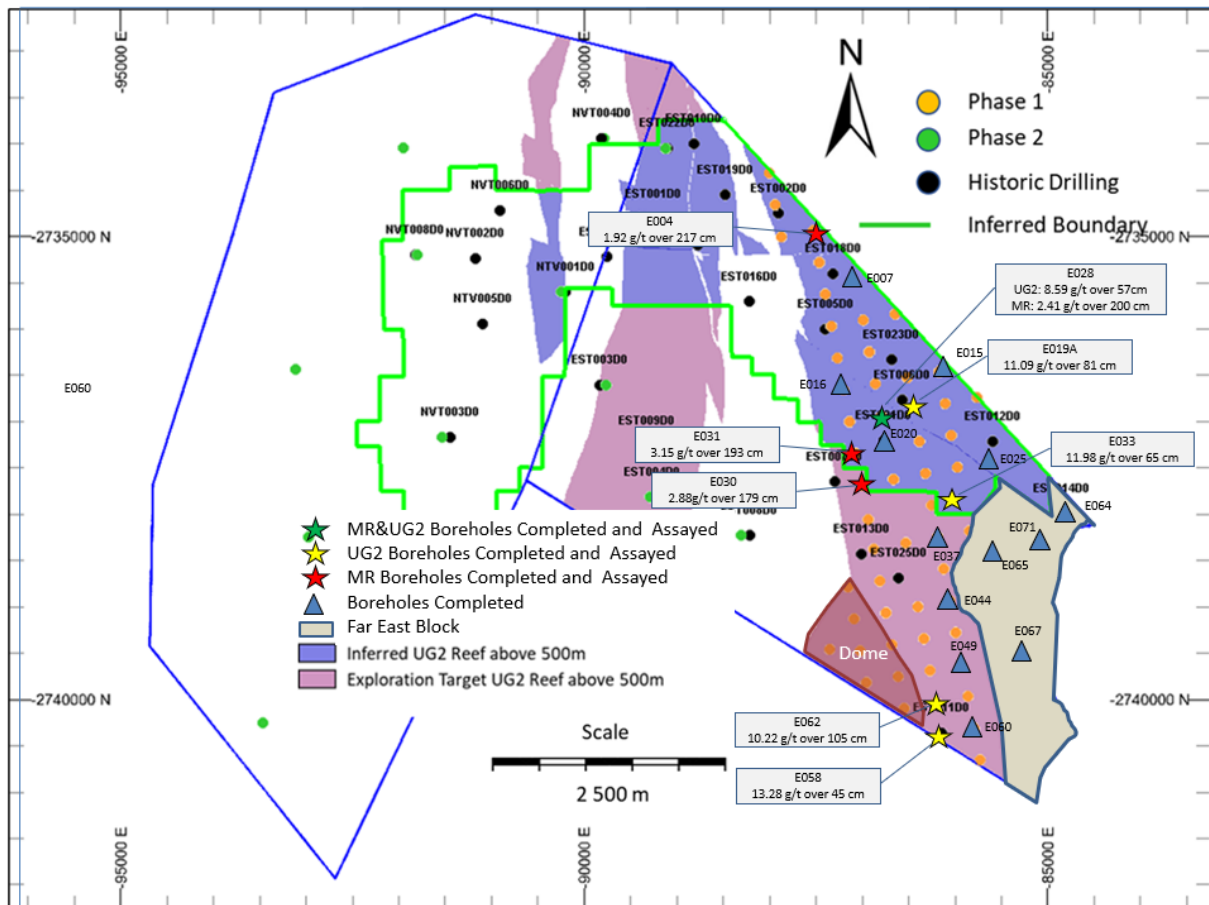 -95000 E
-90000 E
-85000 E
N
Phase 1
Phase 2
Historic Drilling
Inferred Boundary
NVT004D0
EST022D0
EST010D0
EST019D0
EST002D0
EST001D0
NVT006D0
NVT008D0
NVT002D0
NTV001D0
NTV005D0
EST016D0
EST018D0
EST005D0
EST023D0
EST006D0
EST012D0
EST003D0
NVT003D0
EST009D0
EST013D0
EST025D0
-2735000 N
-2735000 N
E004
1.92 g/t over 217 cm
E007
E028
UG2: 8.59 g/t over 57cm
MR: 2.41 g/t over 200 cm
E015
E019A
11.09 g/t over 81 cm
E060
E016
E020
E025
E031
3.15 g/t over 193 cm
E033
11.98 g/t over 65 cm
E030
2.88g/t over 179 cm
E064
E071
E037
E065
E044
E067
E049
Dome
E060
MR&UG2 Boreholes Completed and Assayed
UG2 Boreholes Completed and Assayed
MR Boreholes Completed and Assayed
Boreholes Completed
Far East Block
Inferred UG2 Reef above 500m
Exploration Target UG2 Reef above 500m
-2740000 N
-2740000 N
Scale
2 500 m
E062
10.22 g/t over 105 cm
E058
13.28 g/t over 45 cm
-95000 E
-90000 E
-85000 E